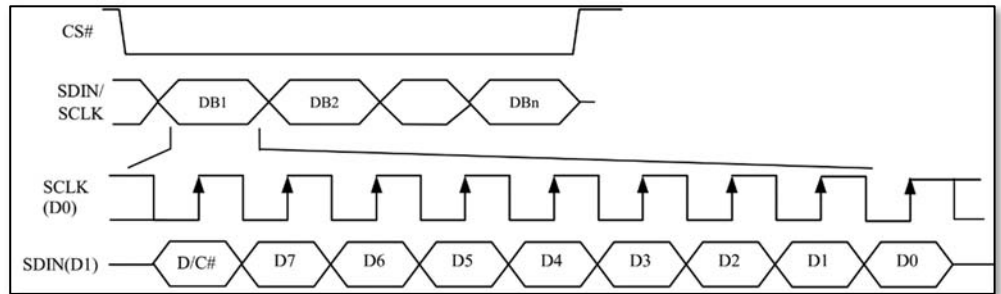 CS#
SDIN/
SCLK
DB1 DB2 DBn
SCLK
(D0)
SDIN(D1) D/C# D7 D6 D5 D4 D3 D2 D1 D0